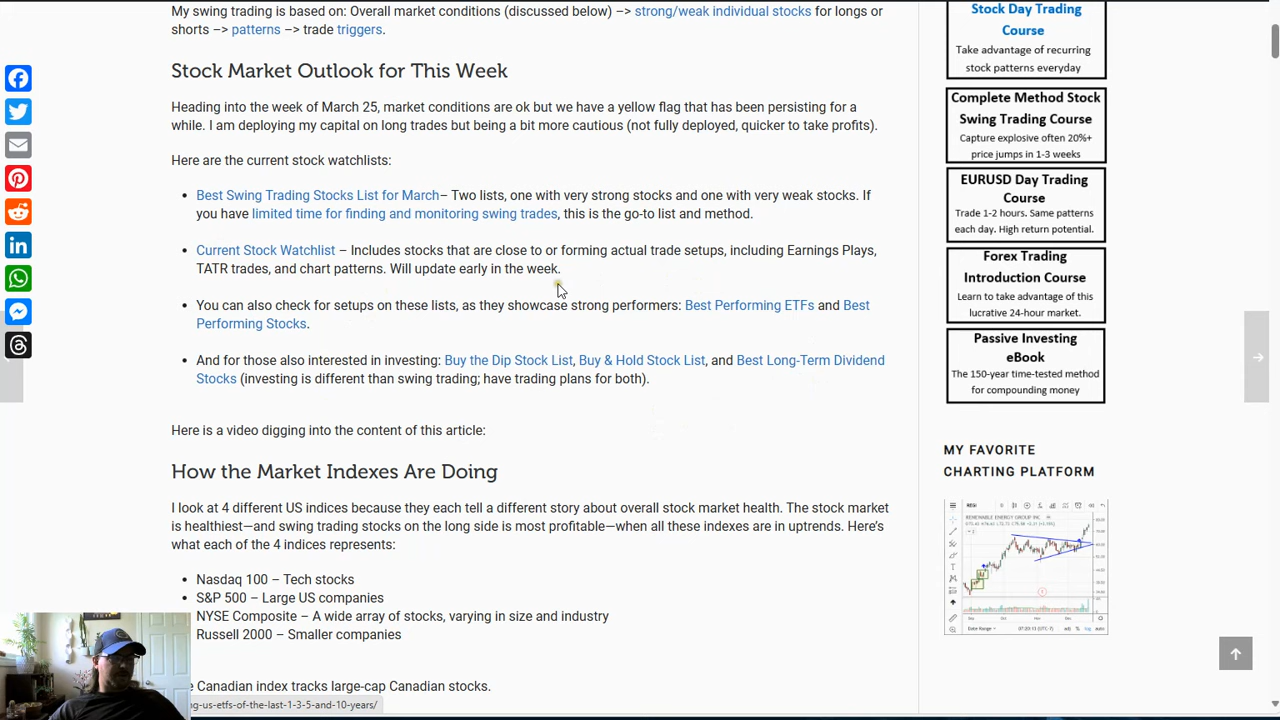 My swing trading is based on: Overall market conditions (discussed below) –> strong/weak individual stocks for longs or
shorts –> patterns –> trade triggers.
Stock Market Outlook for This Week
Heading into the week of March 25, market conditions are ok but we have a yellow flag that has been persisting for a
while. I am deploying my capital on long trades but being a bit more cautious (not fully deployed, quicker to take profits).
Here are the current stock watchlists:
• Best Swing Trading Stocks List for March– Two lists, one with very strong stocks and one with very weak stocks. If
you have limited time for finding and monitoring swing trades, this is the go-to list and method.
• Current Stock Watchlist – Includes stocks that are close to or forming actual trade setups, including Earnings Plays,
TATR trades, and chart patterns. Will update early in the week.
• You can also check for setups on these lists, as they showcase strong performers: Best Performing ETFs and Best
Performing Stocks.
• And for those also interested in investing: Buy the Dip Stock List, Buy & Hold Stock List, and Best Long-Term Dividend
Stocks (investing is different than swing trading; have trading plans for both).
Here is a video digging into the content of this article:
How the Market Indexes Are Doing
I look at 4 different US indices because they each tell a different story about overall stock market health. The stock market
is healthiest—and swing trading stocks on the long side is most profitable—when all these indexes are in uptrends. Here's
what each of the 4 indices represents:
• Nasdaq 100 – Tech stocks
• S&P 500 – Large US companies
NYSE Composite – A wide array of stocks, varying in size and industry
Russell 2000 – Smaller companies
Canadian index tracks large-cap Canadian stocks.
ng-us-etfs-of-the-last-1-3-5-and-10-years/
Stock Day Trading
Course
Take advantage of recurring
stock patterns everyday
Complete Method Stock
Swing Trading Course
Capture explosive often 20%+
price jumps in 1-3 weeks
EURUSD Day Trading
Course
Trade 1-2 hours. Same patterns
each day. High return potential.
Forex Trading
Introduction Course
Learn to take advantage of this
lucrative 24-hour market.
Passive Investing
eBook
The 150-year time-tested method
for compounding money
MY FAVORITE
CHARTING PLATFORM
RENEWABLE ENERGY GROUP INC